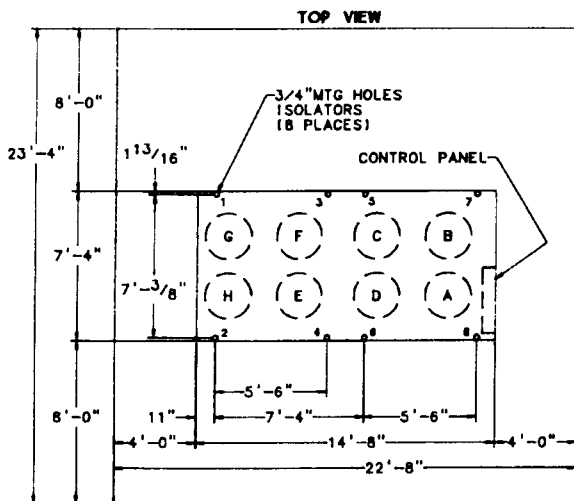 TOP VIEW
8'-0"
3/4"MTG HOLES
ISOLATORS
(8 PLACES)
23'-4"
1 13/16"
CONTROL PANEL
1 3 5 7
G F C B
7'-4"
7'-3/8"
H E D A
2 4 6 8
5'-6"
8'-0"
11" 7'-4" 5'-6"
4'-0" 14'-8" 4'-0"
22'-8"